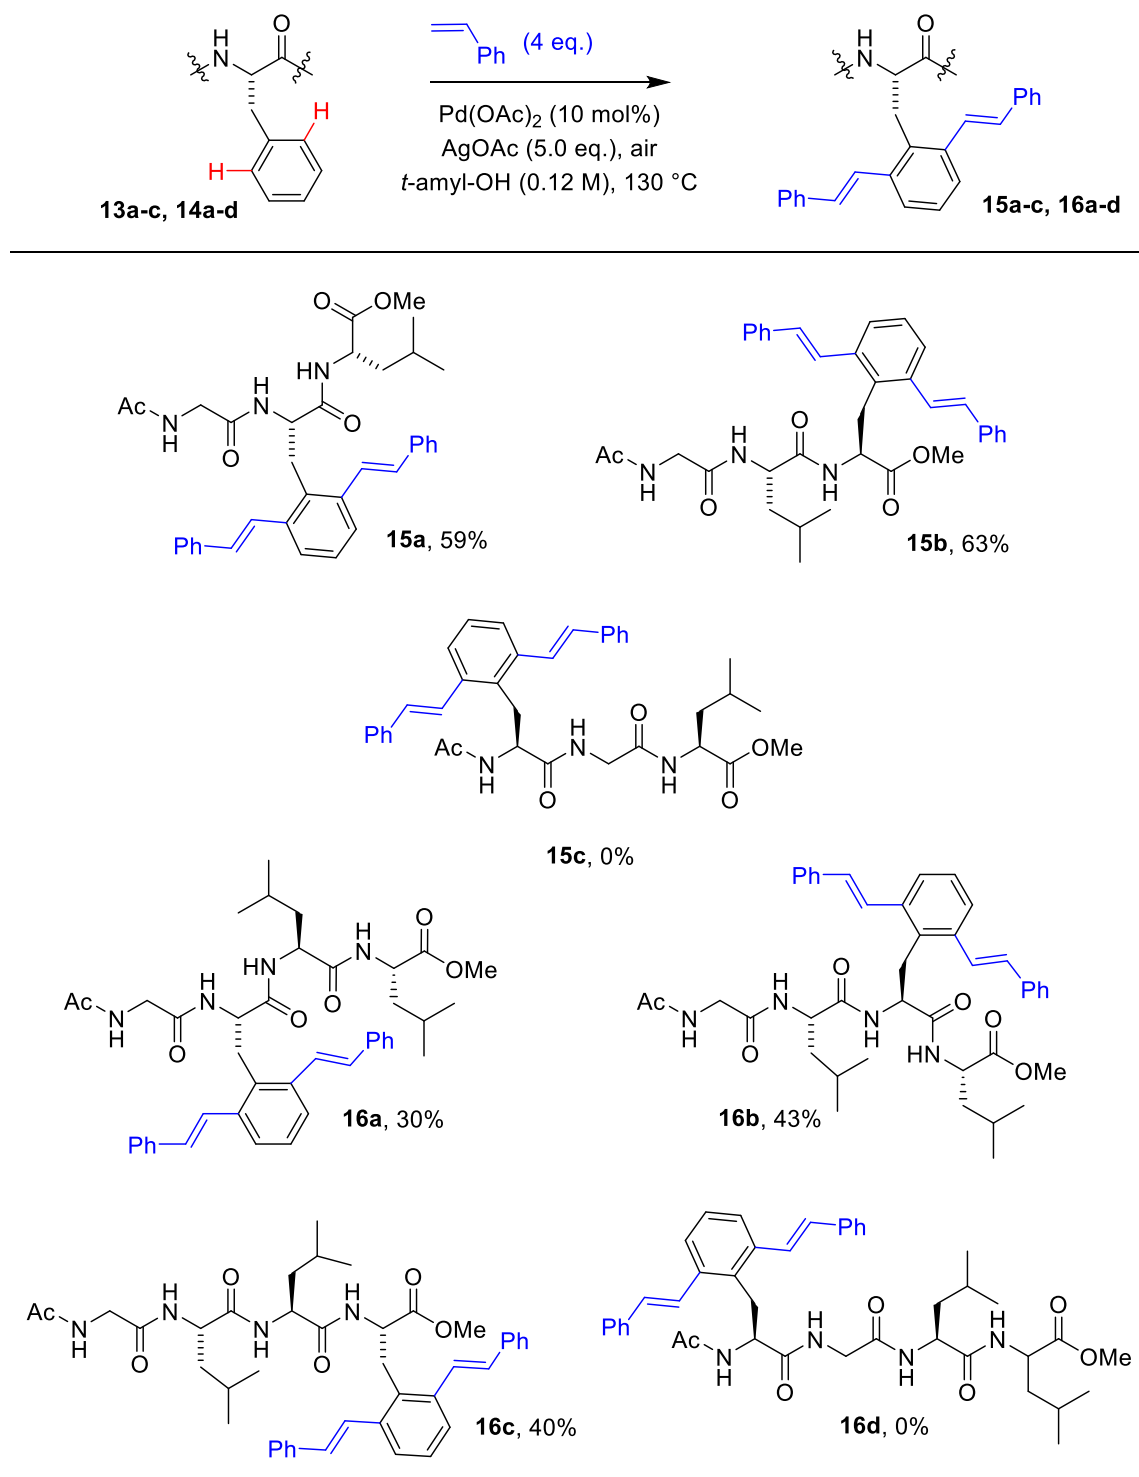 H
N
O
H
H
13a-c, 14a-d
Ph
(4 eq.)
Pd(OAc)2 (10 mol%)
AgOAc (5.0 eq.), air
t-amyl-OH (0.12 M), 130 °C
H
N
O
Ph
Ph
15a-c, 16a-d
O
OMe
HN
H
N
Ac
N
H
O
O
Ph
Ph
15a, 59%
Ph
Ph
O
H
N
Ac
N
H
O
N
H
OMe
O
15b, 63%
Ph
Ph
Ac
N
H
O
H
N
O
N
H
OMe
O
15c, 0%
O
OMe
H
N
HN
O
H
N
O
Ac
N
H
O
Ph
Ph
16a, 30%
Ph
Ph
O
H
N
Ac
N
H
O
N
H
O
HN
O
OMe
16b, 43%
O
H
N
Ac
N
H
O
N
H
O
H
N
O
OMe
Ph
Ph
16c, 40%
Ph
Ph
Ac
N
H
O
H
N
O
N
H
O
H
N
O
OMe
16d, 0%